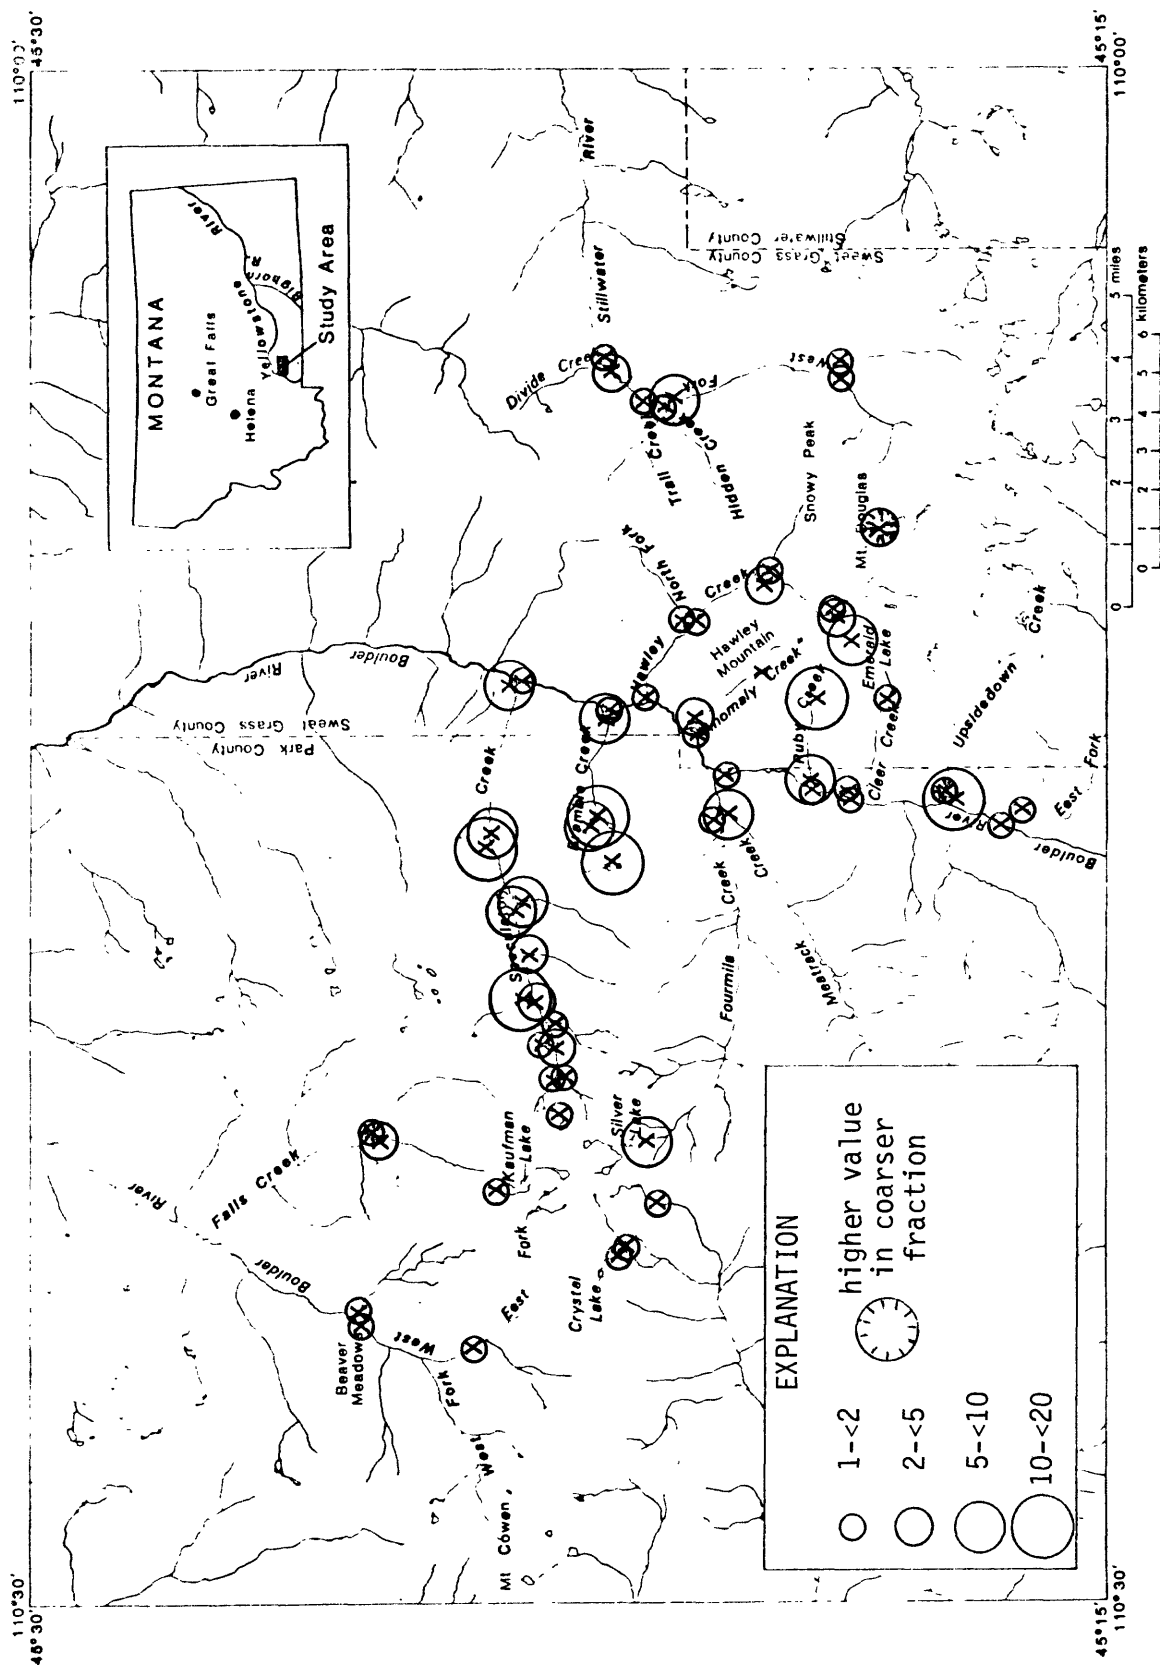 110°30'
45°30'
110°00'
45°30'
MONTANA
Great Falls
Helena
Yellowstone
River
Bighorn
R.
Study Area
River
Falls Creek
Boulder
Beaver
Meadows
West
Fork
West
Mt Cowen
East
Fork
Kaufman
Lake
Crystal
Lake
Silver
Lake
Creek
Park County
Sweet Grass County
River
Boulder
Creek
Hawley
North Fork
Creek
Hawley
Mountain
Creek"
Fourmile
Creek
Creek
Ruby
Creek
Emerald
Lake
Clear Creek
Upsidedown
Creek
River
Boulder
East
Fork
Divide
Creek
Stillwater
River
Trail Creek
Hidden Creek
Fork
West
Snowy Peak
Mt. Douglas
Sweet Grass County
Stillwater County
EXPLANATION
1-<2
2-<5
5-<10
10-<20
higher value
in coarser
fraction
0 1 2 3 4 5 miles
0 1 2 3 4 5 6 kilometers
45°15'
110°30'
45°15'
110°00'